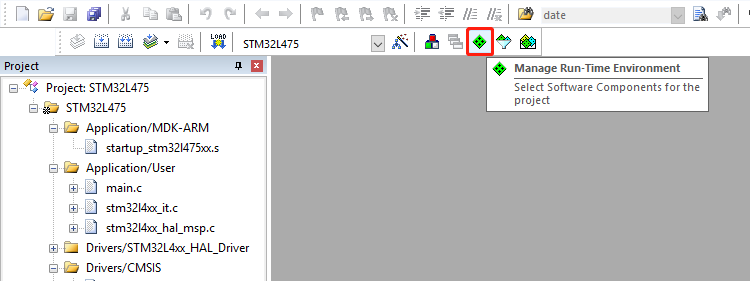 date
LOAD
STM32L475
Project
Manage Run-Time Environment
Select Software Components for the
project
Project: STM32L475
STM32L475
Application/MDK-ARM
startup_stm32l475xx.s
Application/User
main.c
stm32l4xx_it.c
stm32l4xx_hal_msp.c
Drivers/STM32L4xx_HAL_Driver
Drivers/CMSIS